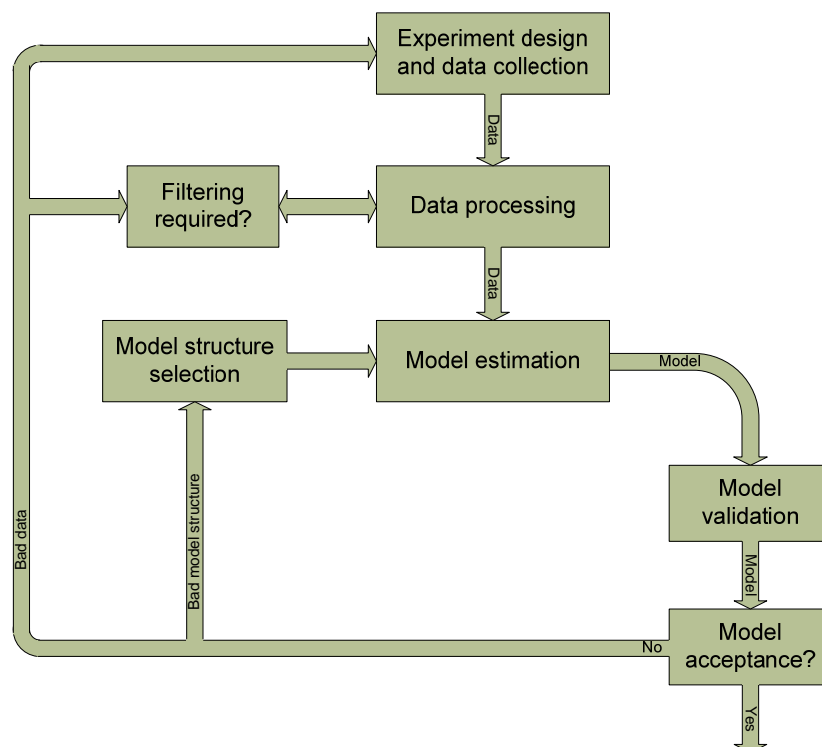 Experiment design
and data collection
Data
Filtering
required?
Data processing
Data
Model structure
selection
Model estimation
Model
Model
validation
Bad data
Bad model structure
Model
No
Model
acceptance?
Yes